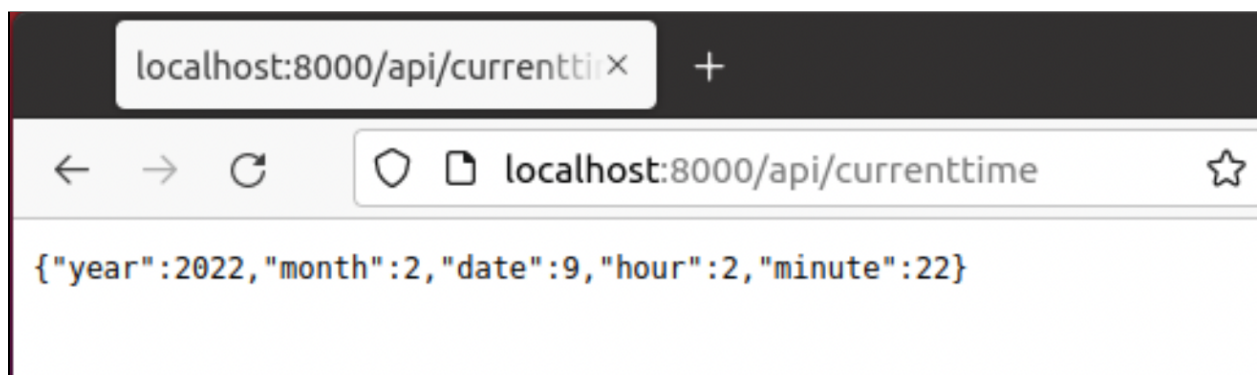 localhost:8000/api/currentti
localhost:8000/api/currenttime
{"year":2022,"month":2,"date":9,"hour":2,"minute":22}